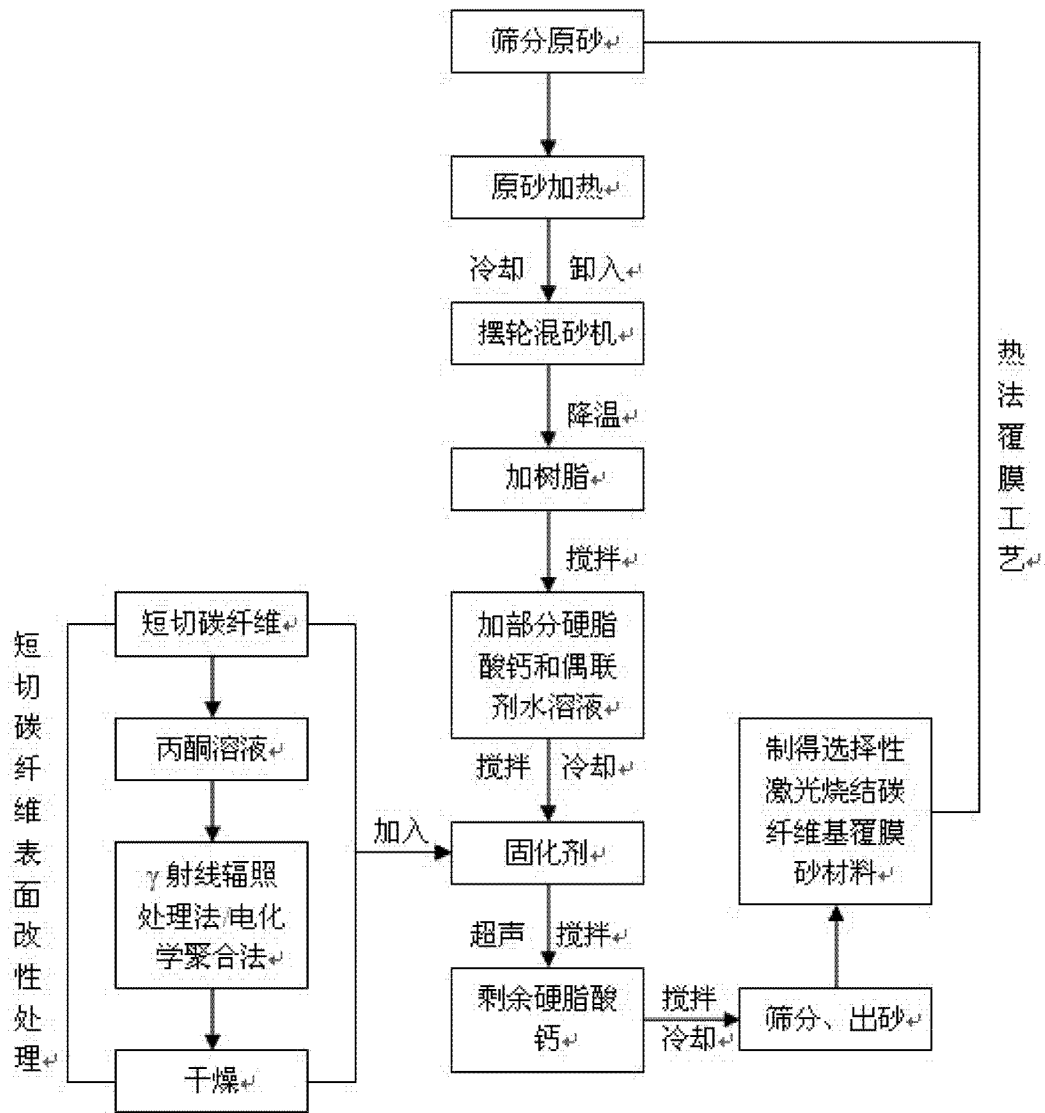 筛分原砂
原砂加热
冷却 卸入
摆轮混砂机
降温
加树脂
搅拌
加部分硬脂
酸钙和偶联
剂水溶液
搅拌 冷却
固化剂
超声 搅拌
剩余硬脂酸
钙
搅拌
冷却
筛分、出砂
制得选择性
激光烧结碳
纤维基覆膜
砂材料
热法覆膜工艺
短切碳纤维表面改性处理
短切碳纤维
丙酮溶液
γ射线辐照
处理法/电化
学聚合法
干燥
加入